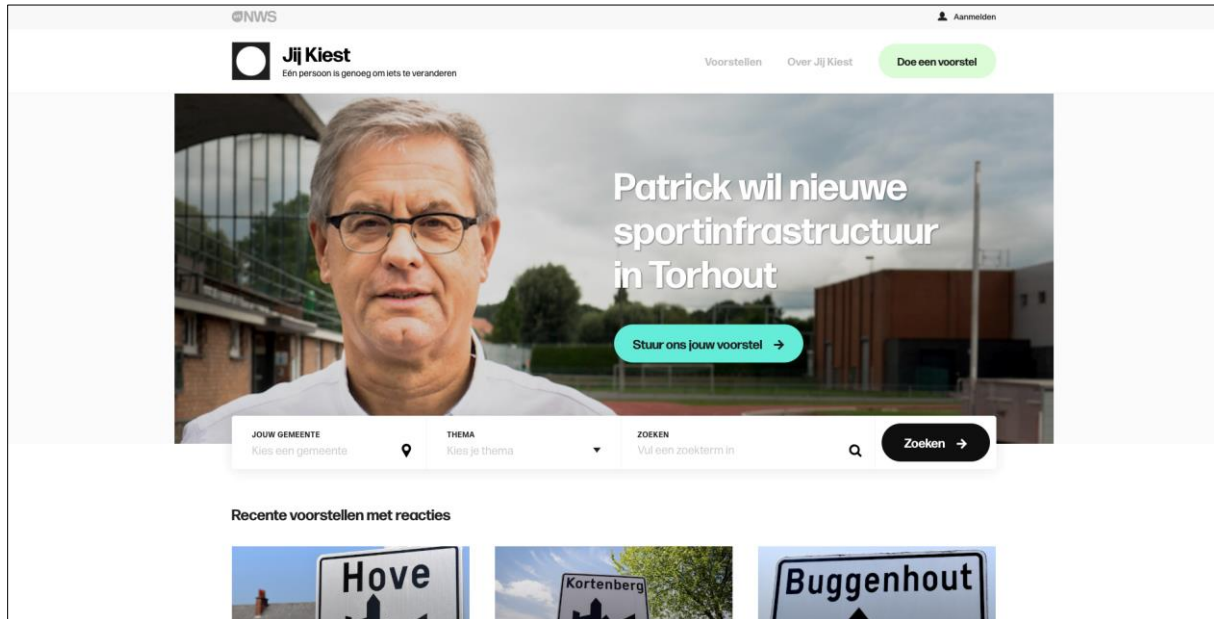 vrt NWS
Aanmelden
Jij Kiest
Eén persoon is genoeg om iets te veranderen
Voorstellen
Over Jij Kiest
Doe een voorstel
Patrick wil nieuwe
sportinfrastructuur
in Torhout
Stuur ons jouw voorstel →
JOUW GEMEENTE
Kies een gemeente
THEMA
Kies je thema
ZOEKEN
Vul een zoekterm in
Zoeken →
Recente voorstellen met reacties
Hove
Kortenberg
Buggenhout